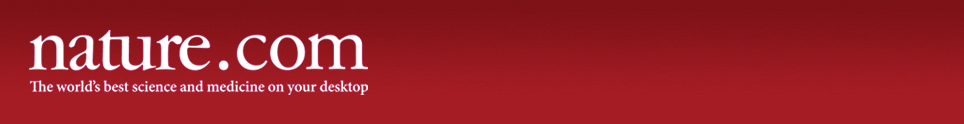 nature.com
The world's best science and medicine on your desktop